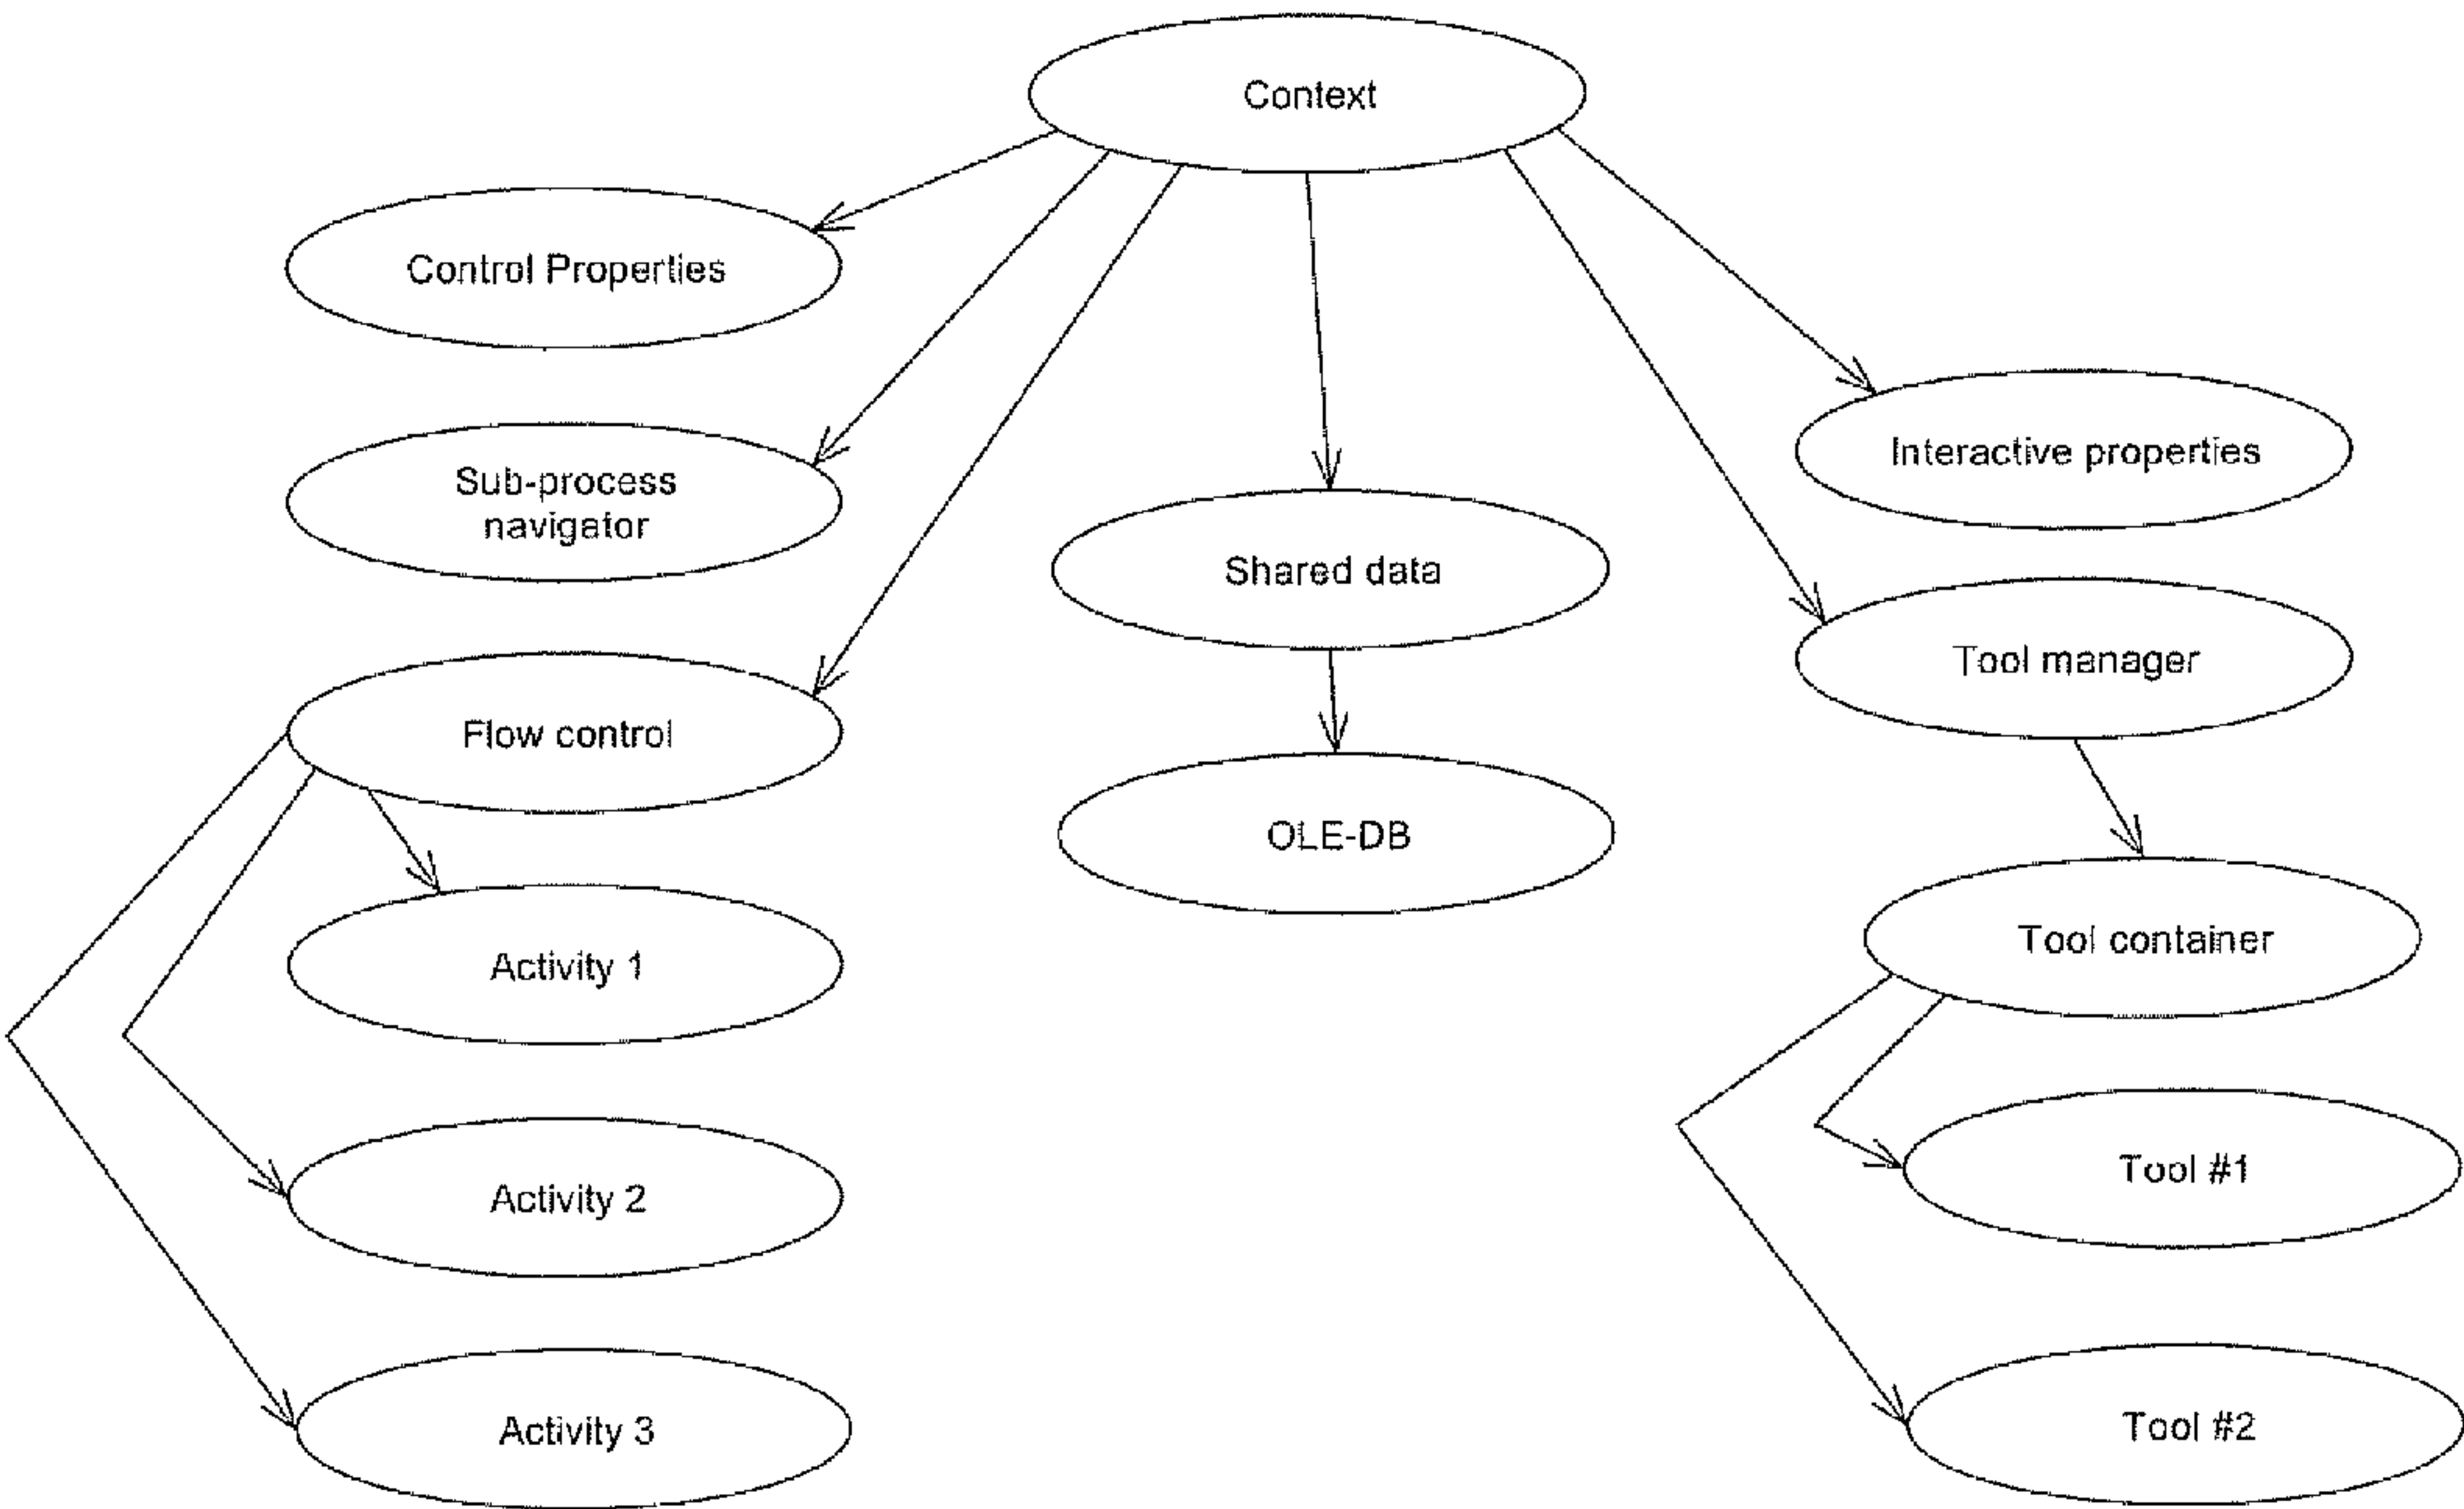 Context
Control Properties
Sub-process
navigator
Flow control
Activity 1
Activity 2
Activity 3
Shared data
OLE-DB
Interactive properties
Tool manager
Tool container
Tool #1
Tool #2